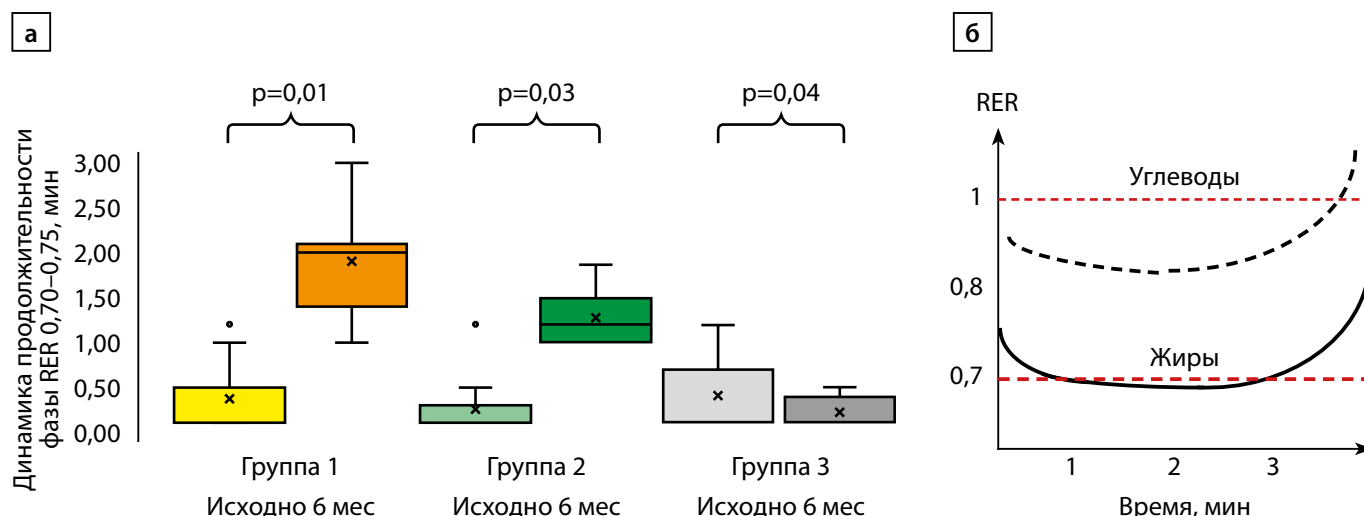 а
p=0,01
p=0,03
p=0,04
Динамика продолжительности
фазы RER 0,70–0,75, мин
3,00
2,50
2,00
1,50
1,00
0,50
0,00
Группа 1
Группа 2
Группа 3
Исходно 6 мес
Исходно 6 мес
Исходно 6 мес
б
RER
Углеводы
1
0,8
Жиры
0,7
1
2
3
Время, мин